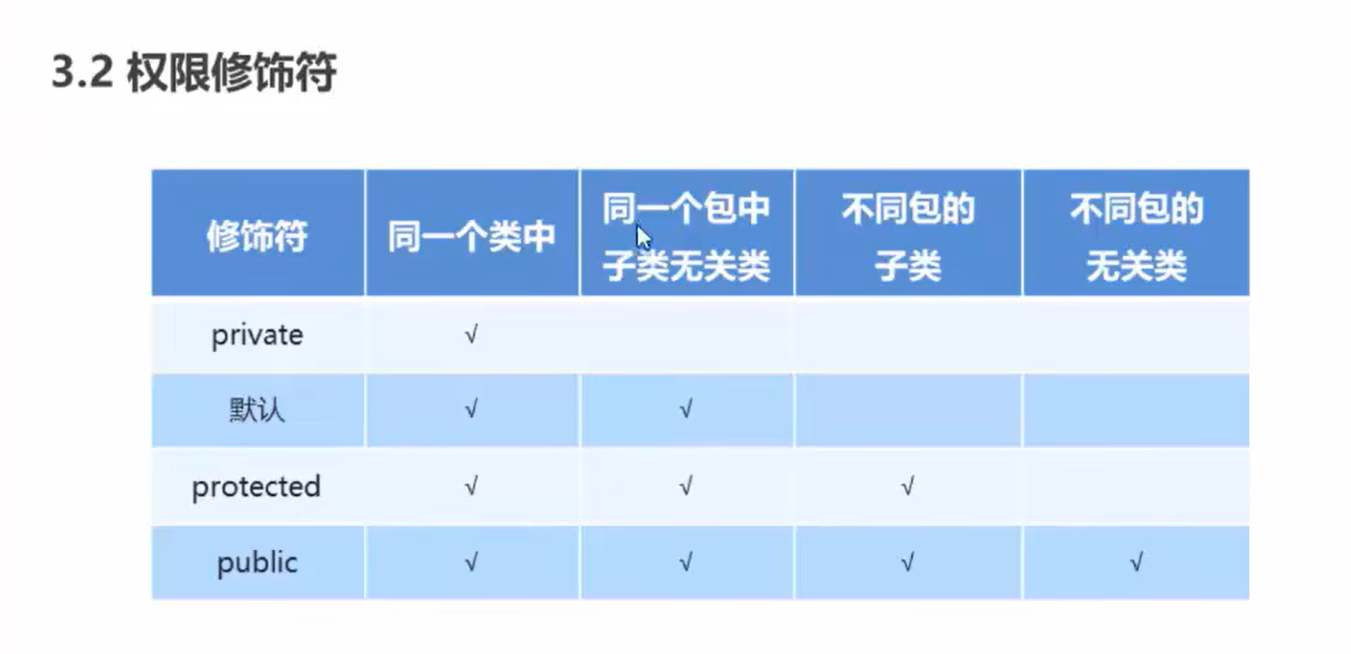 3.2 权限修饰符
修饰符 同一个类中 同一个包中 子类无关类 不同包的 子类 不同包的 无关类
private √
默认 √ √
protected √ √ √
public √ √ √ √